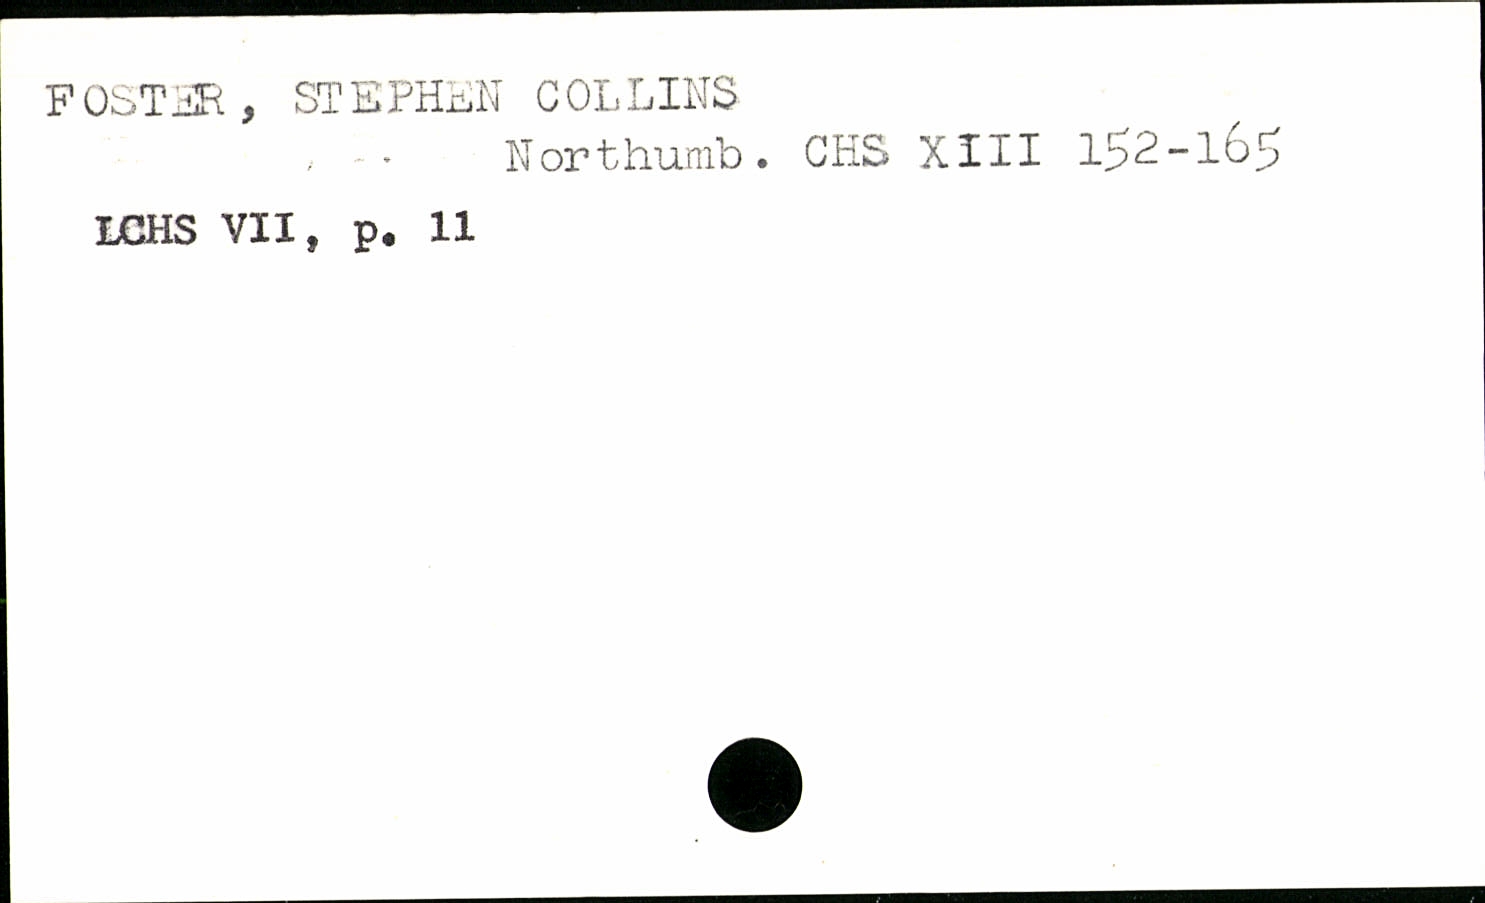 FOSTER, STEPHEN COLLINS
Northumb. CHS XIII 152-165
LCHS VII, p. 11